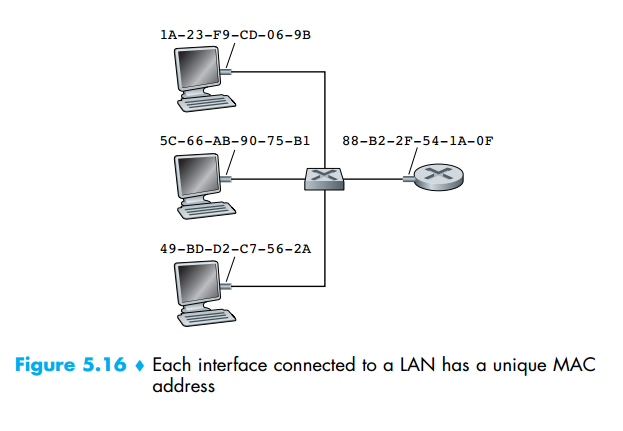 1A-23-F9-CD-06-9B
5C-66-AB-90-75-B1
88-B2-2F-54-1A-0F
49-BD-D2-C7-56-2A
Figure 5.16 ♦ Each interface connected to a LAN has a unique MAC
address